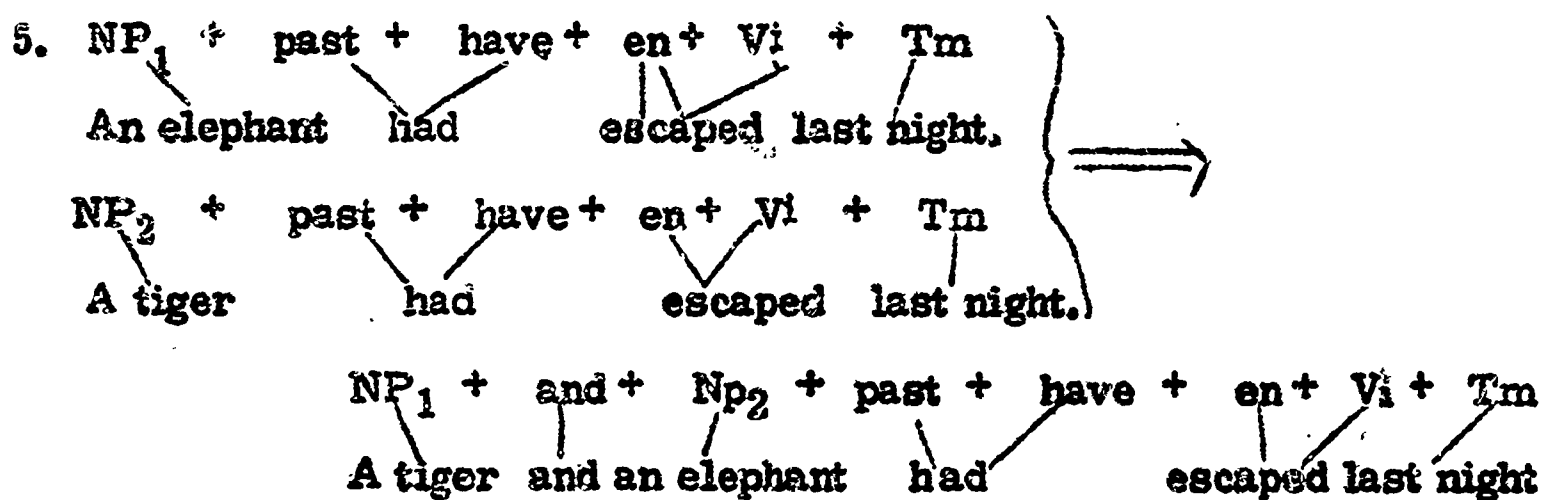 5. NP₁ + past + have + en + Vi + Tm
An elephant had escaped last night.
NP₂ + past + have + en + Vi + Tm
A tiger had escaped last night.
NP₁ + and + Np₂ + past + have + en + Vi + Tm
A tiger and an elephant had escaped last night